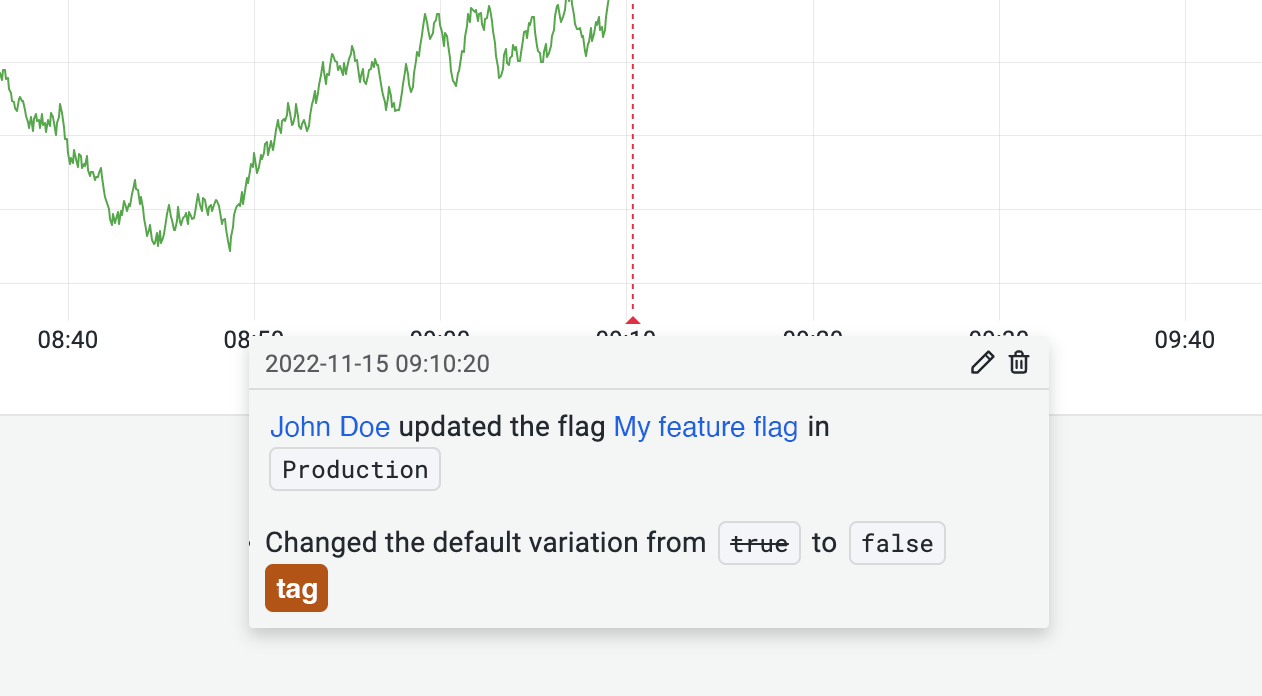 08:40 08:50 09:00 09:10 09:20 09:30 09:40
2022-11-15 09:10:20
John Doe updated the flag My feature flag in
Production
Changed the default variation from true to false
tag